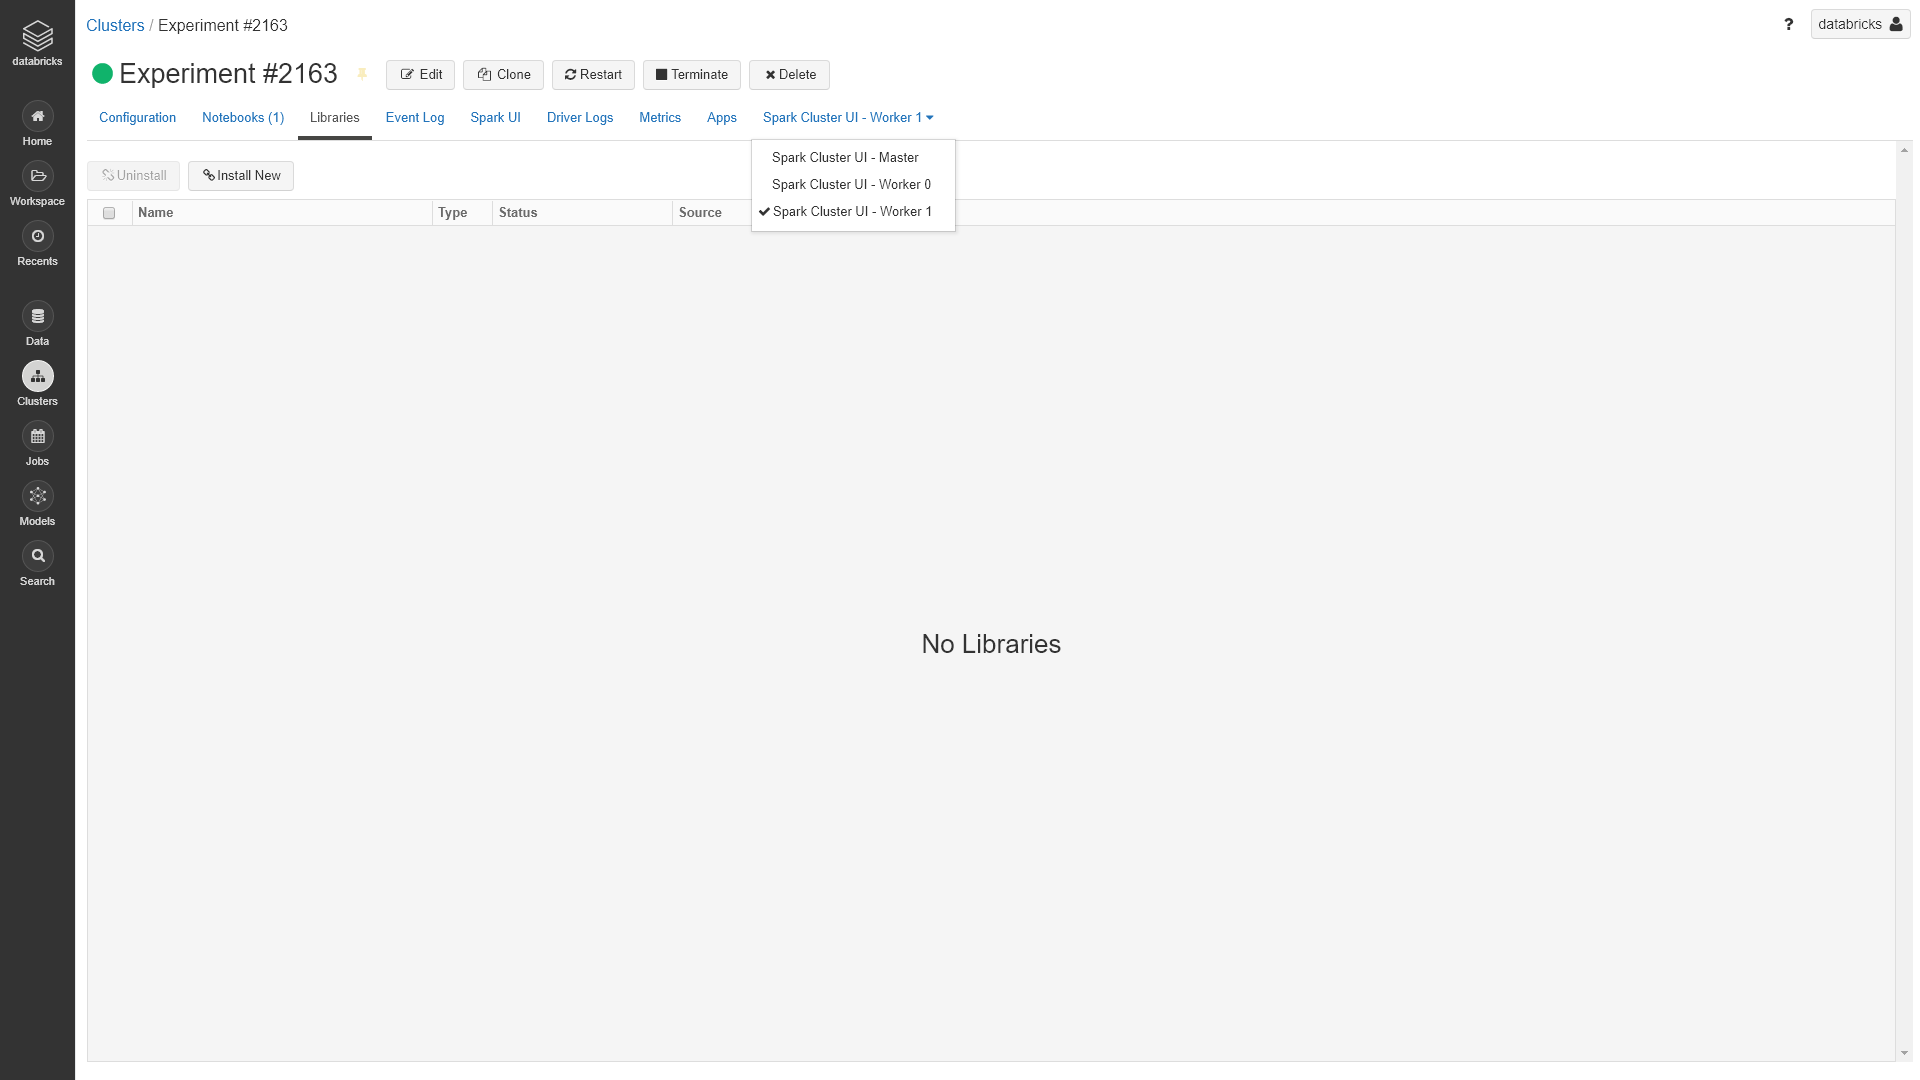 Clusters / Experiment #2163
? databricks
databricks
Experiment #2163 Edit Clone Restart Terminate Delete
Configuration Notebooks (1) Libraries Event Log Spark UI Driver Logs Metrics Apps Spark Cluster UI - Worker 1
Spark Cluster UI - Master
Spark Cluster UI - Worker 0
Spark Cluster UI - Worker 1
Uninstall Install New
Name Type Status Source
No Libraries
Home
Workspace
Recents
Data
Clusters
Jobs
Models
Search